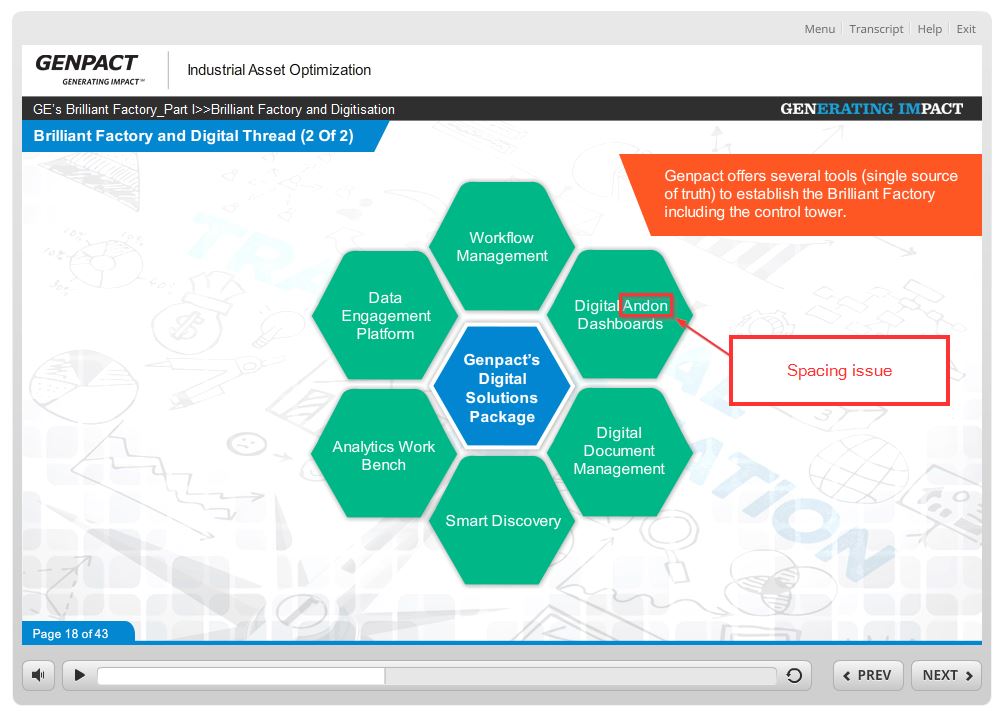 Menu Transcript Help Exit
GENPACT
GENERATING IMPACT℠
Industrial Asset Optimization
GE's Brilliant Factory_Part I>>Brilliant Factory and Digitisation
GENERATING IMPACT
Brilliant Factory and Digital Thread (2 Of 2)
Genpact offers several tools (single source
of truth) to establish the Brilliant Factory
including the control tower.
Workflow
Management
Data
Engagement
Platform
Digital Andon
Dashboards
Genpact's
Digital
Solutions
Package
Spacing issue
Analytics Work
Bench
Digital
Document
Management
Smart Discovery
Page 18 of 43
PREV
NEXT